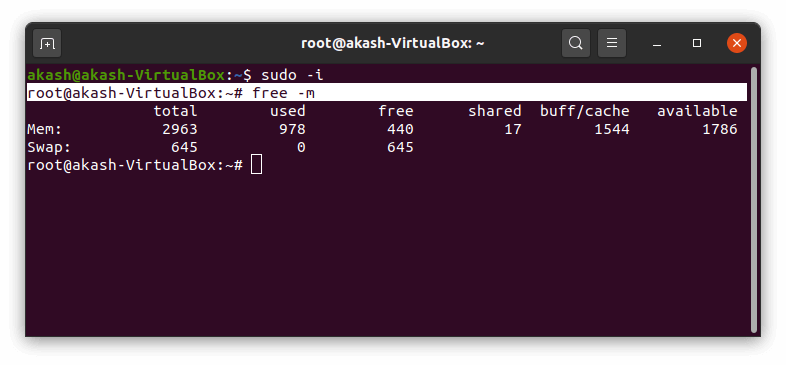 root@akash-VirtualBox: ~
akash@akash-VirtualBox:~$ sudo -i
root@akash-VirtualBox:~# free -m
total used free shared buff/cache available
Mem: 2963 978 440 17 1544 1786
Swap: 645 0 645
root@akash-VirtualBox:~#